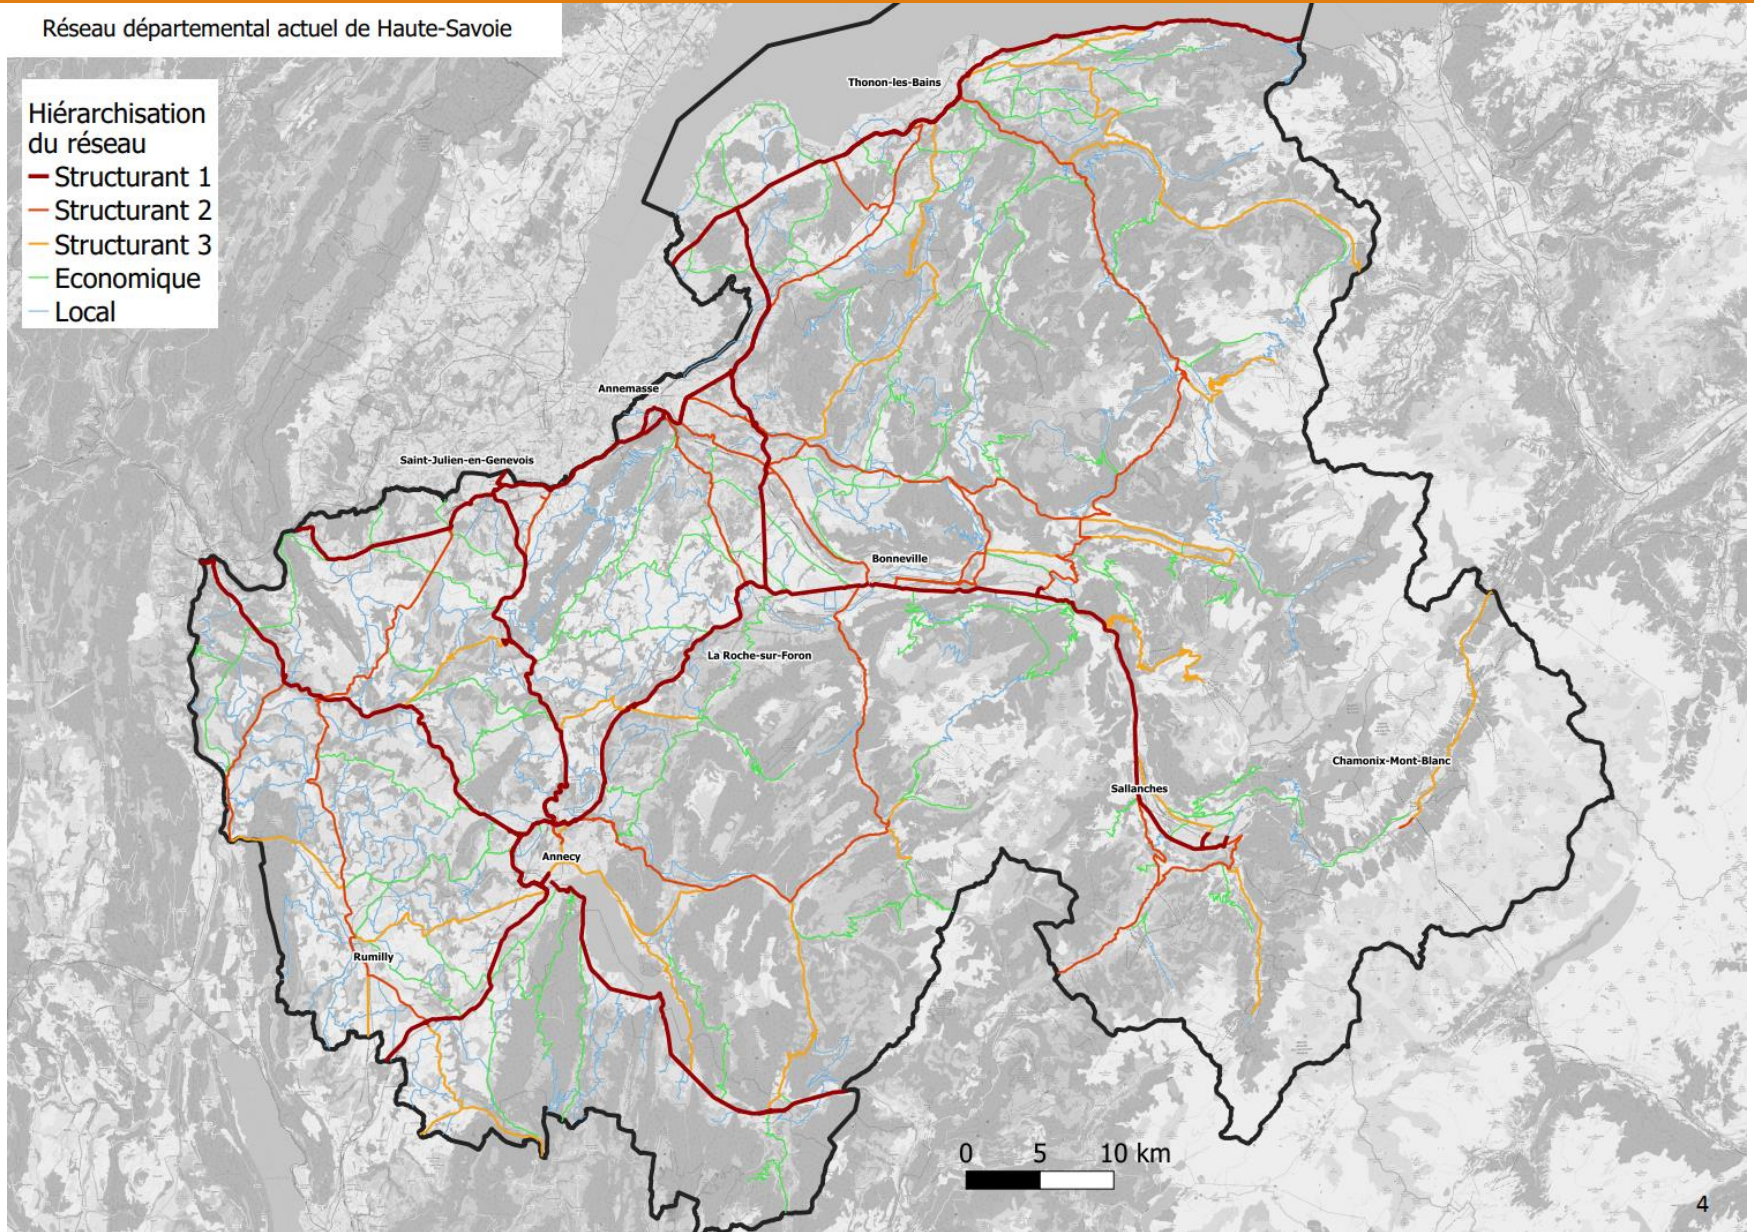 Réseau départemental actuel de Haute-Savoie
Hiérarchisation
du réseau
Structurant 1
Structurant 2
Structurant 3
Economique
Local
Thonon-les-Bains
Annemasse
Saint-Julien-en-Genevois
Bonneville
La Roche-sur-Foron
Chamonix-Mont-Blanc
Sallanches
Annecy
Rumilly
0 5 10 km
4